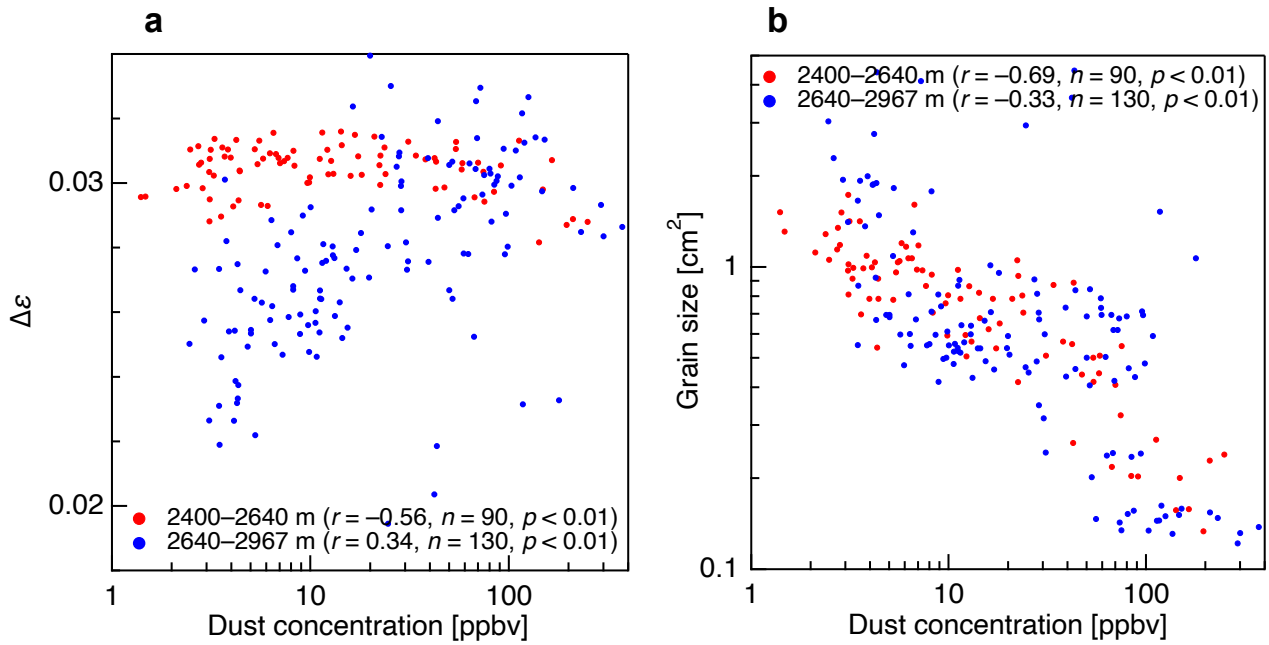 a
0.03
0.02
Δε
2400–2640 m (r = –0.56, n = 90, p < 0.01)
2640–2967 m (r = 0.34, n = 130, p < 0.01)
1 10 100
Dust concentration [ppbv]
b
2400–2640 m (r = –0.69, n = 90, p < 0.01)
2640–2967 m (r = –0.33, n = 130, p < 0.01)
1
0.1
Grain size [cm²]
1 10 100
Dust concentration [ppbv]